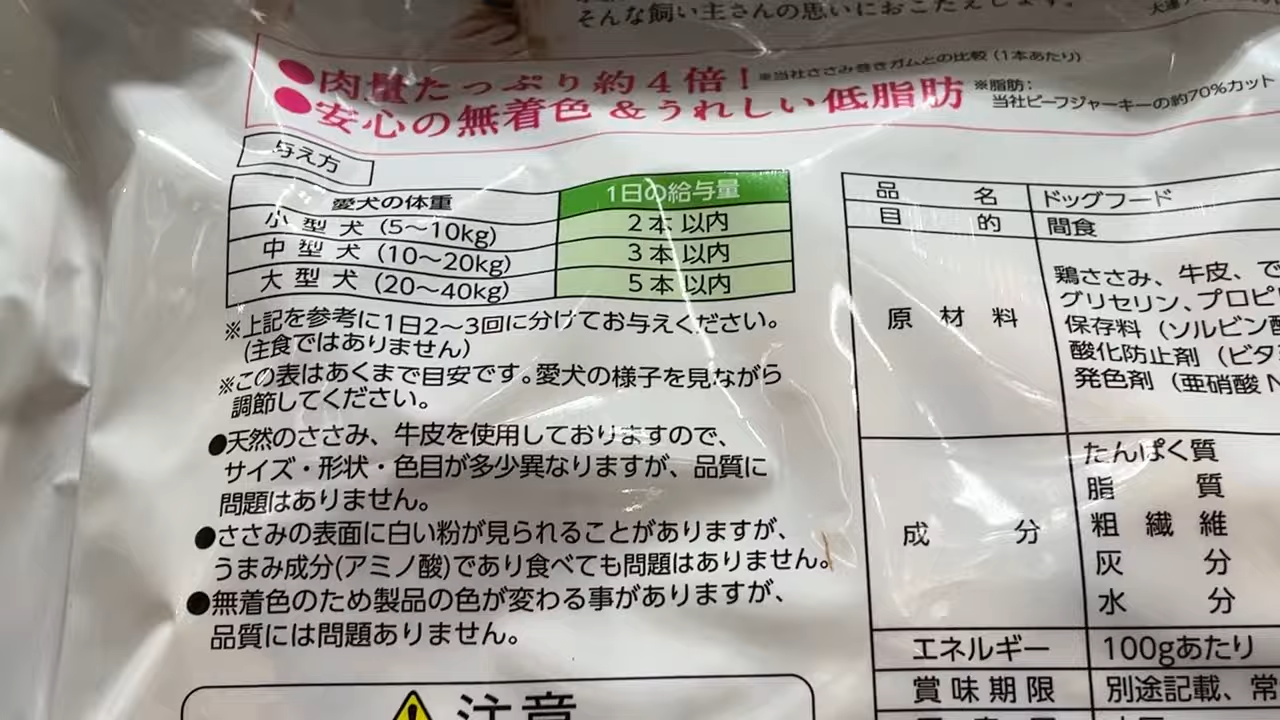 そんな飼い主さんの思いにおこたえします。
●肉量たっぷり約4倍！※当社ささみ巻きガムとの比較（1本あたり）
●安心の無着色＆うれしい低脂肪 ※脂肪：
当社ビーフジャーキーの約70%カット
与え方
愛犬の体重 1日の給与量
小型犬（5〜10kg） 2本以内
中型犬（10〜20kg） 3本以内
大型犬（20〜40kg） 5本以内
※上記を参考に1日2〜3回に分けてお与えください。
(主食ではありません)
※この表はあくまで目安です。愛犬の様子を見ながら
調節してください。
●天然のささみ、牛皮を使用しておりますので、
サイズ・形状・色目が多少異なりますが、品質に
問題はありません。
●ささみの表面に白い粉が見られることがありますが、
うまみ成分(アミノ酸)であり食べても問題はありません。
●無着色のため製品の色が変わる事がありますが、
品質には問題ありません。
注意
品名 ドッグフード
目的 間食
原材料
鶏ささみ、牛皮、で
グリセリン、プロピ
保存料（ソルビン酸
酸化防止剤（ビタ
発色剤（亜硝酸N
成分
たんぱく質
脂質
粗繊維
灰分
水分
エネルギー 100gあたり
賞味期限 別途記載、常